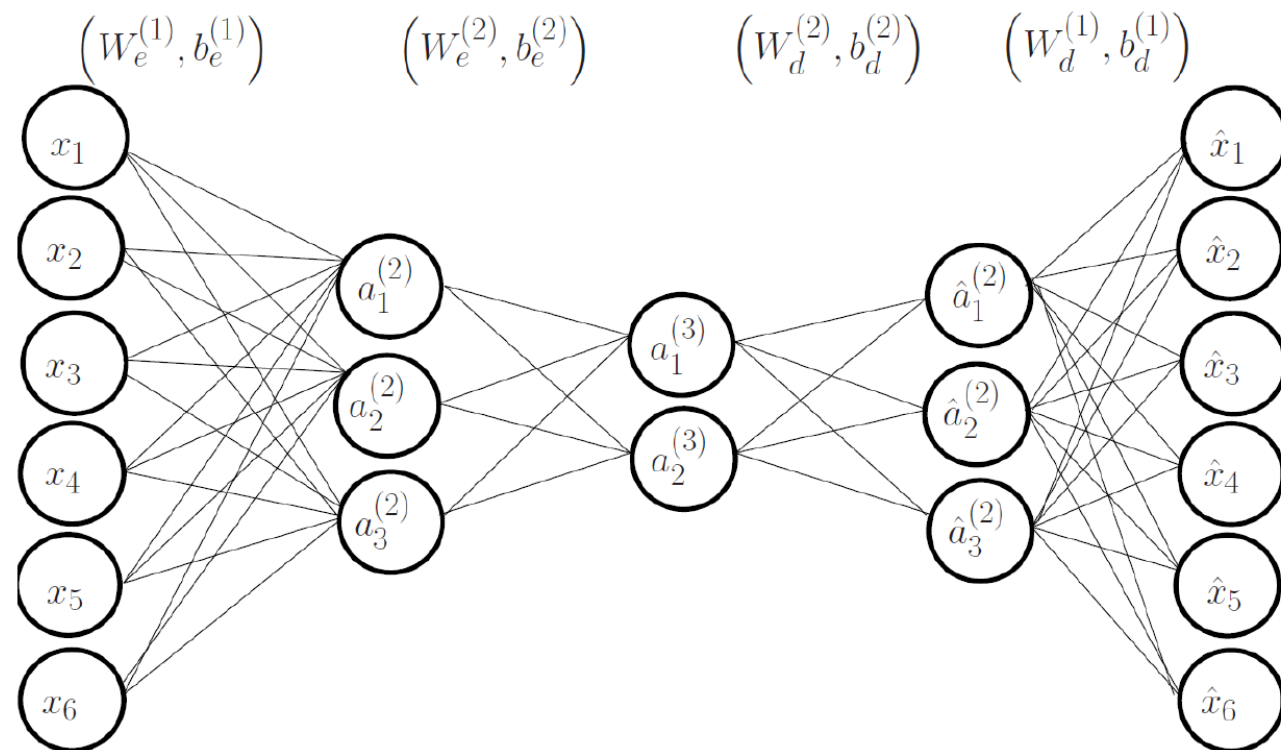 (W_e^{(1)}, b_e^{(1)}) (W_e^{(2)}, b_e^{(2)}) (W_d^{(2)}, b_d^{(2)}) (W_d^{(1)}, b_d^{(1)})
x_1
x_2
x_3
x_4
x_5
x_6
a_1^{(2)}
a_2^{(2)}
a_3^{(2)}
a_1^{(3)}
a_2^{(3)}
â_1^{(2)}
â_2^{(2)}
â_3^{(2)}
x̂_1
x̂_2
x̂_3
x̂_4
x̂_5
x̂_6